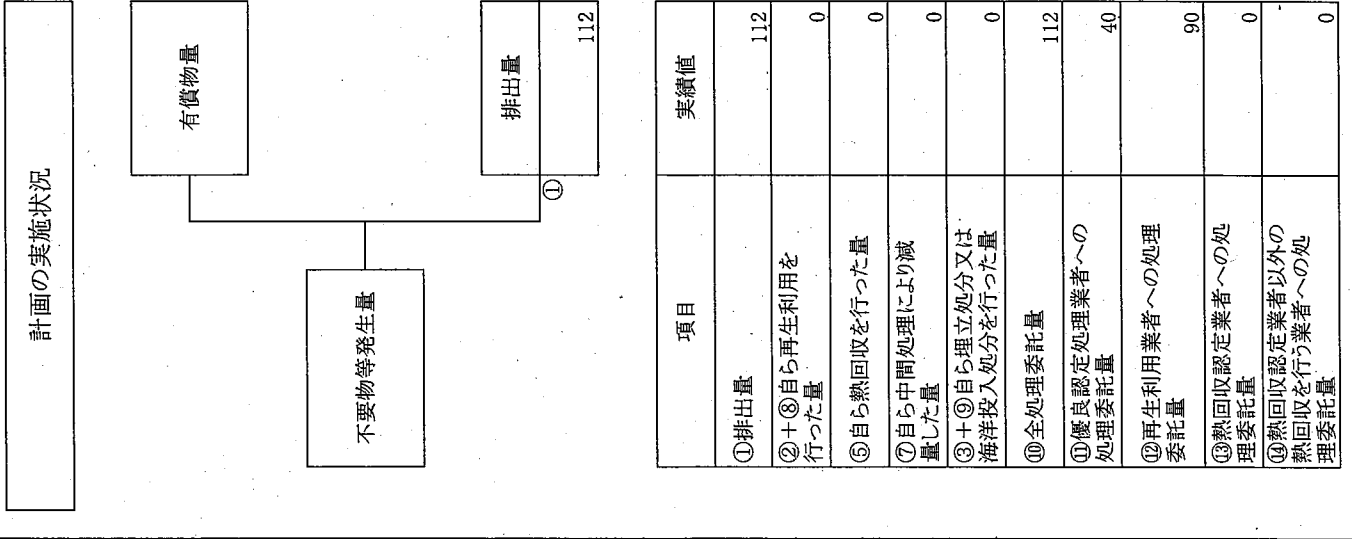 計画の実施状況
有償物量
不要物等発生量
排出量
①
112
項目
実績値
①排出量
112
②+⑧自ら再生利用を
行った量
0
⑤自ら熱回収を行った量
0
⑦自ら中間処理により減
量した量
0
③+⑨自ら埋立処分又は
海洋投入処分を行った量
0
⑩全処理委託量
112
⑪優良認定処理業者への
処理委託量
40
⑫再生利用業者への処理
委託量
90
⑬熱回収認定業者への処
理委託量
0
⑭熱回収認定業者以外の
熱回収を行う業者への処
理委託量
0